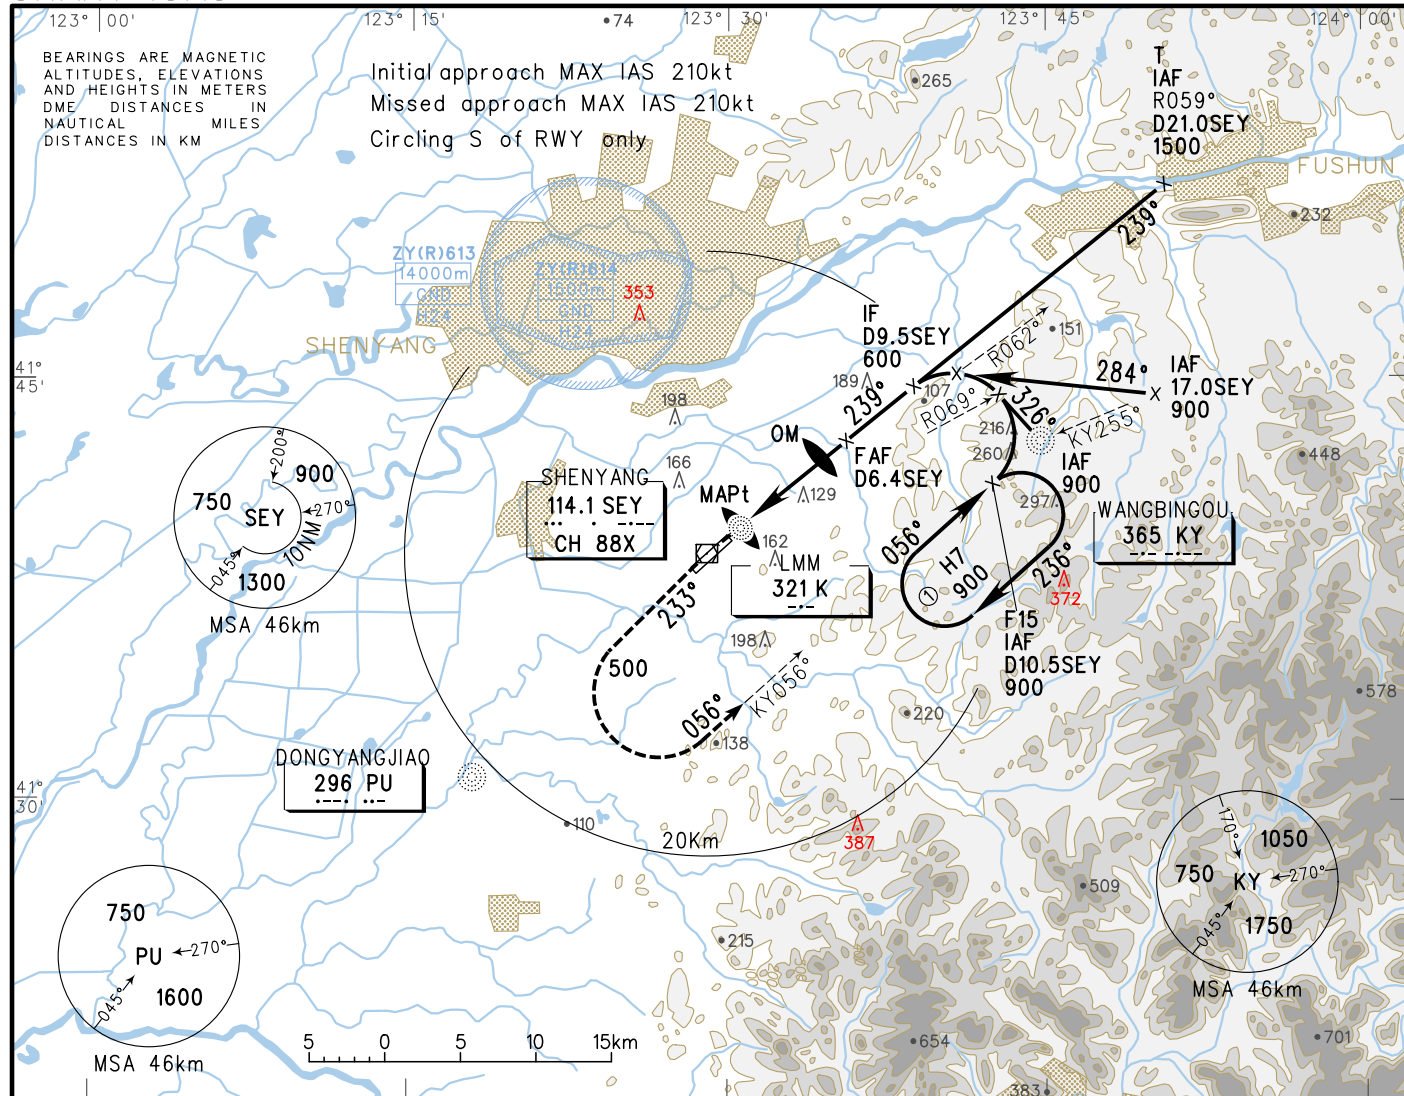 123° 00'
123° 15'
74
123° 30'
123° 45'
124° 00'
BEARINGS ARE MAGNETIC
ALTITUDES, ELEVATIONS
AND HEIGHTS IN METERS
DME DISTANCES IN
NAUTICAL MILES
DISTANCES IN KM
Initial approach MAX IAS 210kt
Missed approach MAX IAS 210kt
Circling S of RWY only
265
T
IAF
R059°
D21.0SEY
1500
FUSHUN
232
239°
ZY(R)613
14000m
GND
H24
ZY(R)614
1500m
GND
H24
353
SHENYANG
IF
D9.5SEY
600
R062°
151
41°
45'
189
107
239°
R069°
326°
284°
IAF
17.0SEY
900
KY255°
198
216
260
OM
FAF
D6.4SEY
IAF
900
448
166
SHENYANG
114.1 SEY
CH 88X
MAPt
129
297
WANGBINGOU
365 KY
200°
900
750
SEY
270°
10NM
045°
1300
MSA 46km
162
LMM
321 K
056°
H7
900
①
236°
372
F15
IAF
D10.5SEY
900
233°
198
500
KY056°
056°
138
220
578
DONGYANGJIAO
296 PU
41°
30'
110
20Km
387
170°
1050
750
KY
270°
045°
1750
MSA 46km
509
215
750
PU
270°
045°
1600
MSA 46km
5 0 5 10 15km
654
701
383